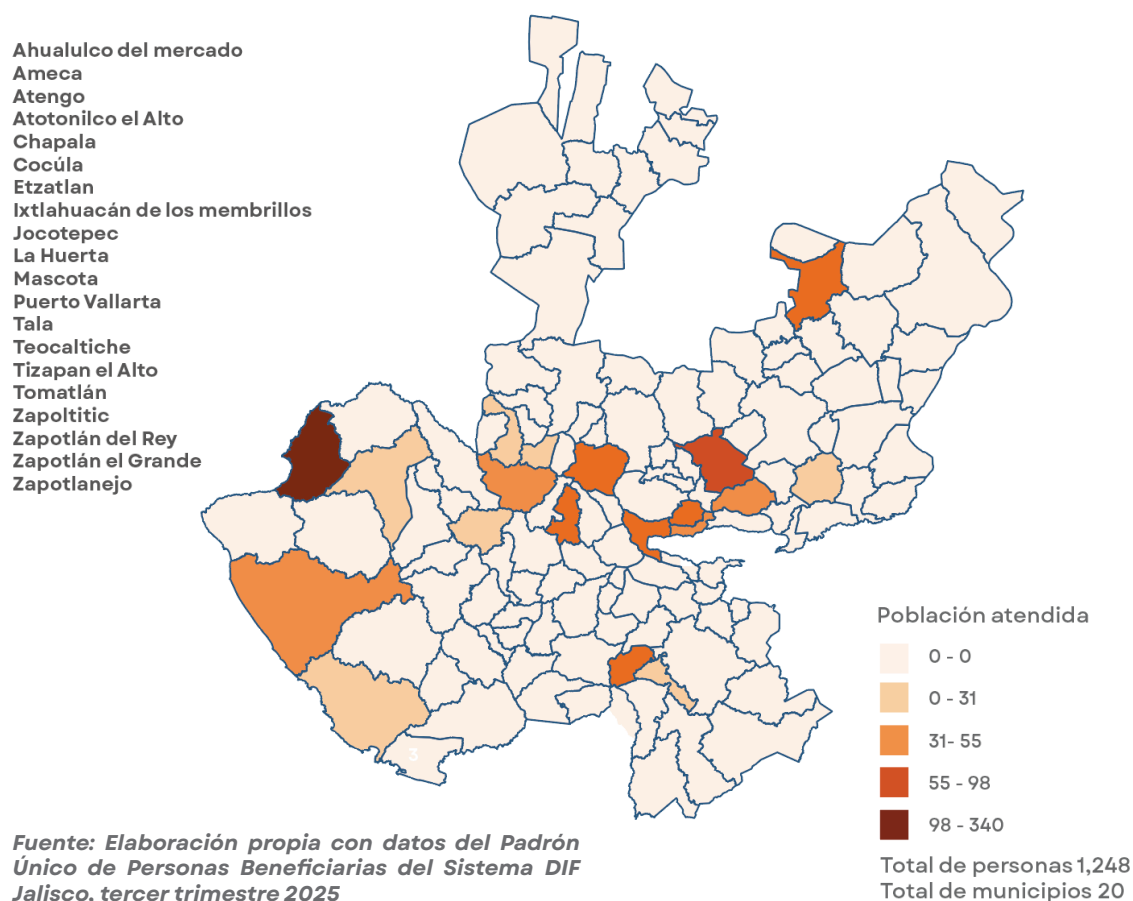 Ahualulco del mercado
Ameca
Atengo
Atotonilco el Alto
Chapala
Cocúla
Etzatlan
Ixtlahuacán de los membrillos
Jocotepec
La Huerta
Mascota
Puerto Vallarta
Tala
Teocaltiche
Tizapan el Alto
Tomatlán
Zapoltitic
Zapotlán del Rey
Zapotlán el Grande
Zapotlanejo
3
Población atendida
0 - 0
0 - 31
31- 55
55 - 98
98 - 340
Total de personas 1,248
Total de municipios 20
Fuente: Elaboración propia con datos del Padrón
Único de Personas Beneficiarias del Sistema DIF
Jalisco, tercer trimestre 2025